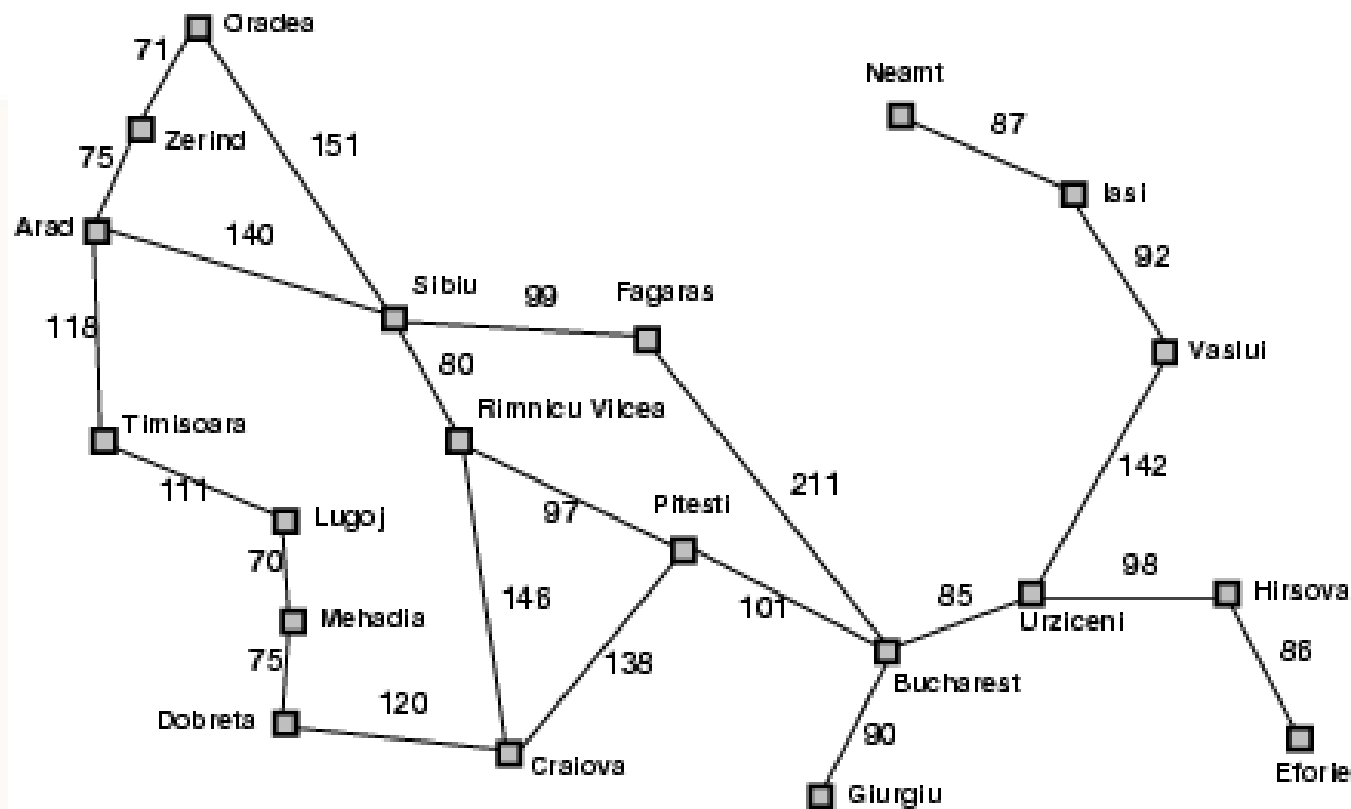 Oradea
71
Neamt
87
Zerind
151
75
Iasi
Arad
140
92
Sibiu
99
Fagaras
118
Vaslui
80
Rimnicu Vilcea
Timisoara
142
211
Pitesti
111
97
Lugoj
70
98
Hirsova
146
101
85
Mehadia
Urziceni
138
86
75
Bucharest
120
Dobreta
90
Craiova
Eforie
Giurgiu